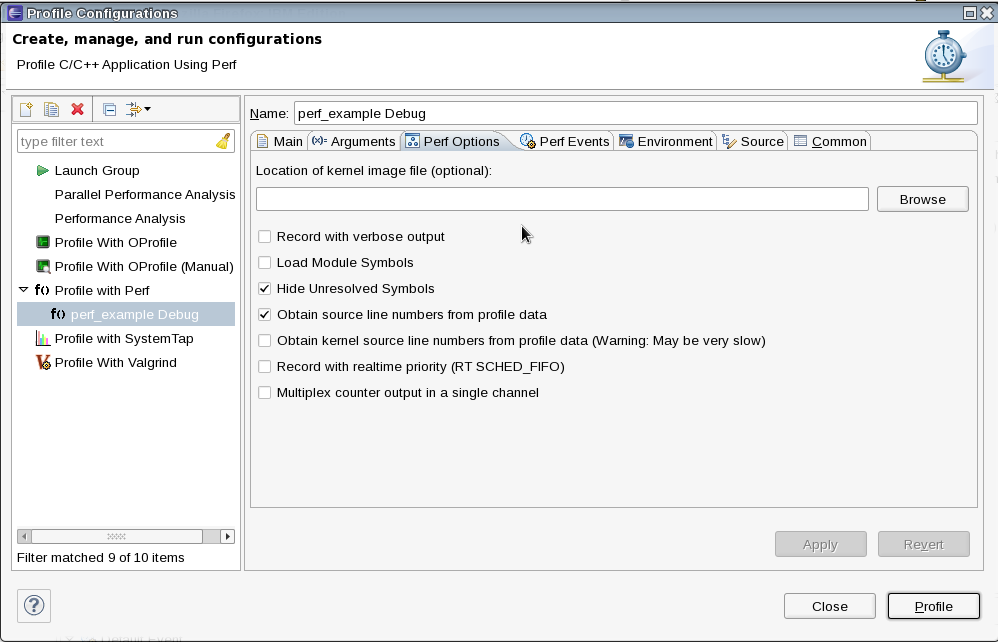 Profile Configurations
Create, manage, and run configurations
Profile C/C++ Application Using Perf
type filter text
Launch Group
Parallel Performance Analysis
Performance Analysis
Profile With OProfile
Profile With OProfile (Manual)
Profile with Perf
perf_example Debug
Profile with SystemTap
Profile With Valgrind
Filter matched 9 of 10 items
Name: perf_example Debug
Main (x)= Arguments Perf Options Perf Events Environment Source Common
Location of kernel image file (optional):
Browse
Record with verbose output
Load Module Symbols
Hide Unresolved Symbols
Obtain source line numbers from profile data
Obtain kernel source line numbers from profile data (Warning: May be very slow)
Record with realtime priority (RT SCHED_FIFO)
Multiplex counter output in a single channel
Apply Revert
Close Profile